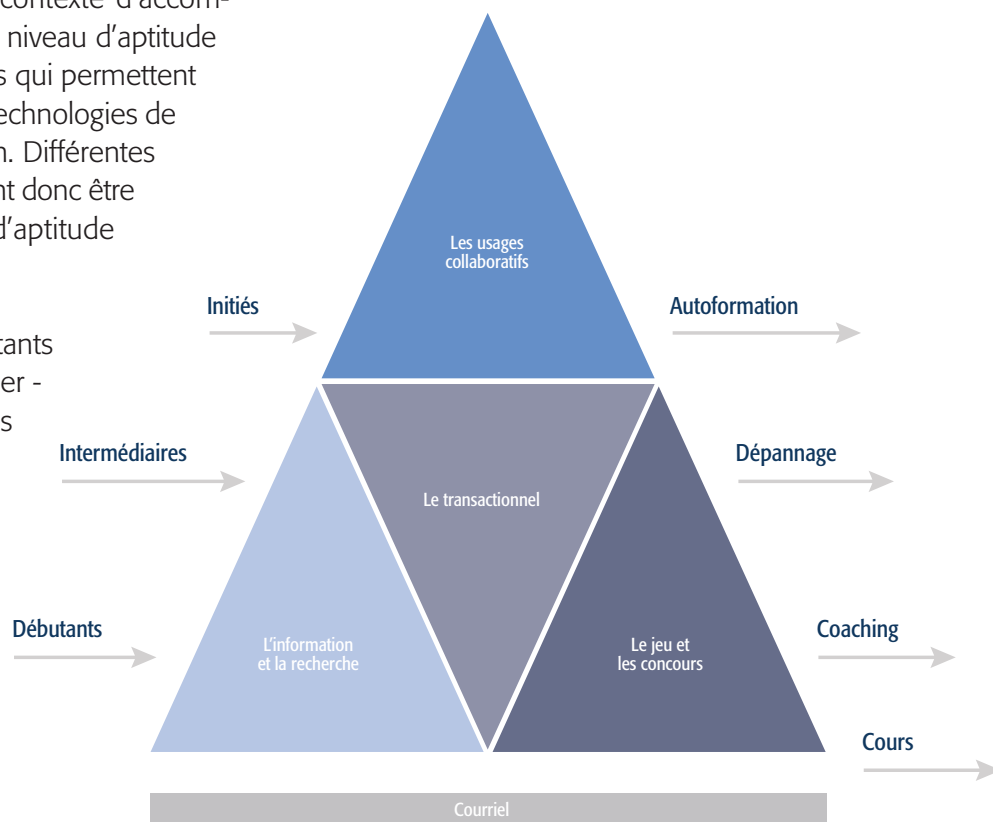 contexte d'accom-
niveau d'aptitude
s qui permettent
echnologies de
n. Différentes
nt donc être
d'aptitude
tants
er -
s
Les usages
collaboratifs
Initiés
Autoformation
Intermédiaires
Le transactionnel
Dépannage
Débutants
L'information
et la recherche
Le jeu et
les concours
Coaching
Cours
Courriel